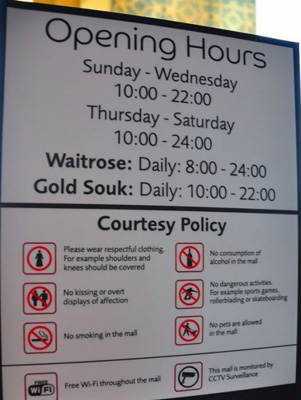 Opening Hours
Sunday - Wednesday
10:00 - 22:00
Thursday - Saturday
10:00 - 24:00
Waitrose: Daily: 8:00 - 24:00
Gold Souk: Daily: 10:00 - 22:00
Courtesy Policy
Please wear respectful clothing.
For example shoulders and
knees should be covered
No consumption of
alcohol in the mall
No kissing or overt
displays of affection
No dangerous activities.
For example sports games,
rollerblading or skateboarding
No smoking in the mall
No pets are allowed
in the mall
FREE
WiFi
Free Wi-Fi throughout the mall
This mall is monitored by
CCTV Surveillance